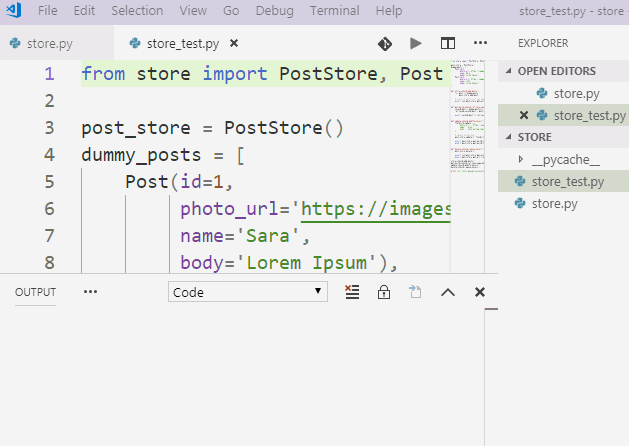 File Edit Selection View Go Debug Terminal Help store_test.py - store -
store.py store_test.py EXPLORER
OPEN EDITORS
store.py
store_test.py
STORE
__pycache__
store_test.py
store.py
1 from store import PostStore, Post
2
3 post_store = PostStore()
4 dummy_posts = [
5 Post(id=1,
6 photo_url='https://images
7 name='Sara',
8 body='Lorem Ipsum'),
OUTPUT Code